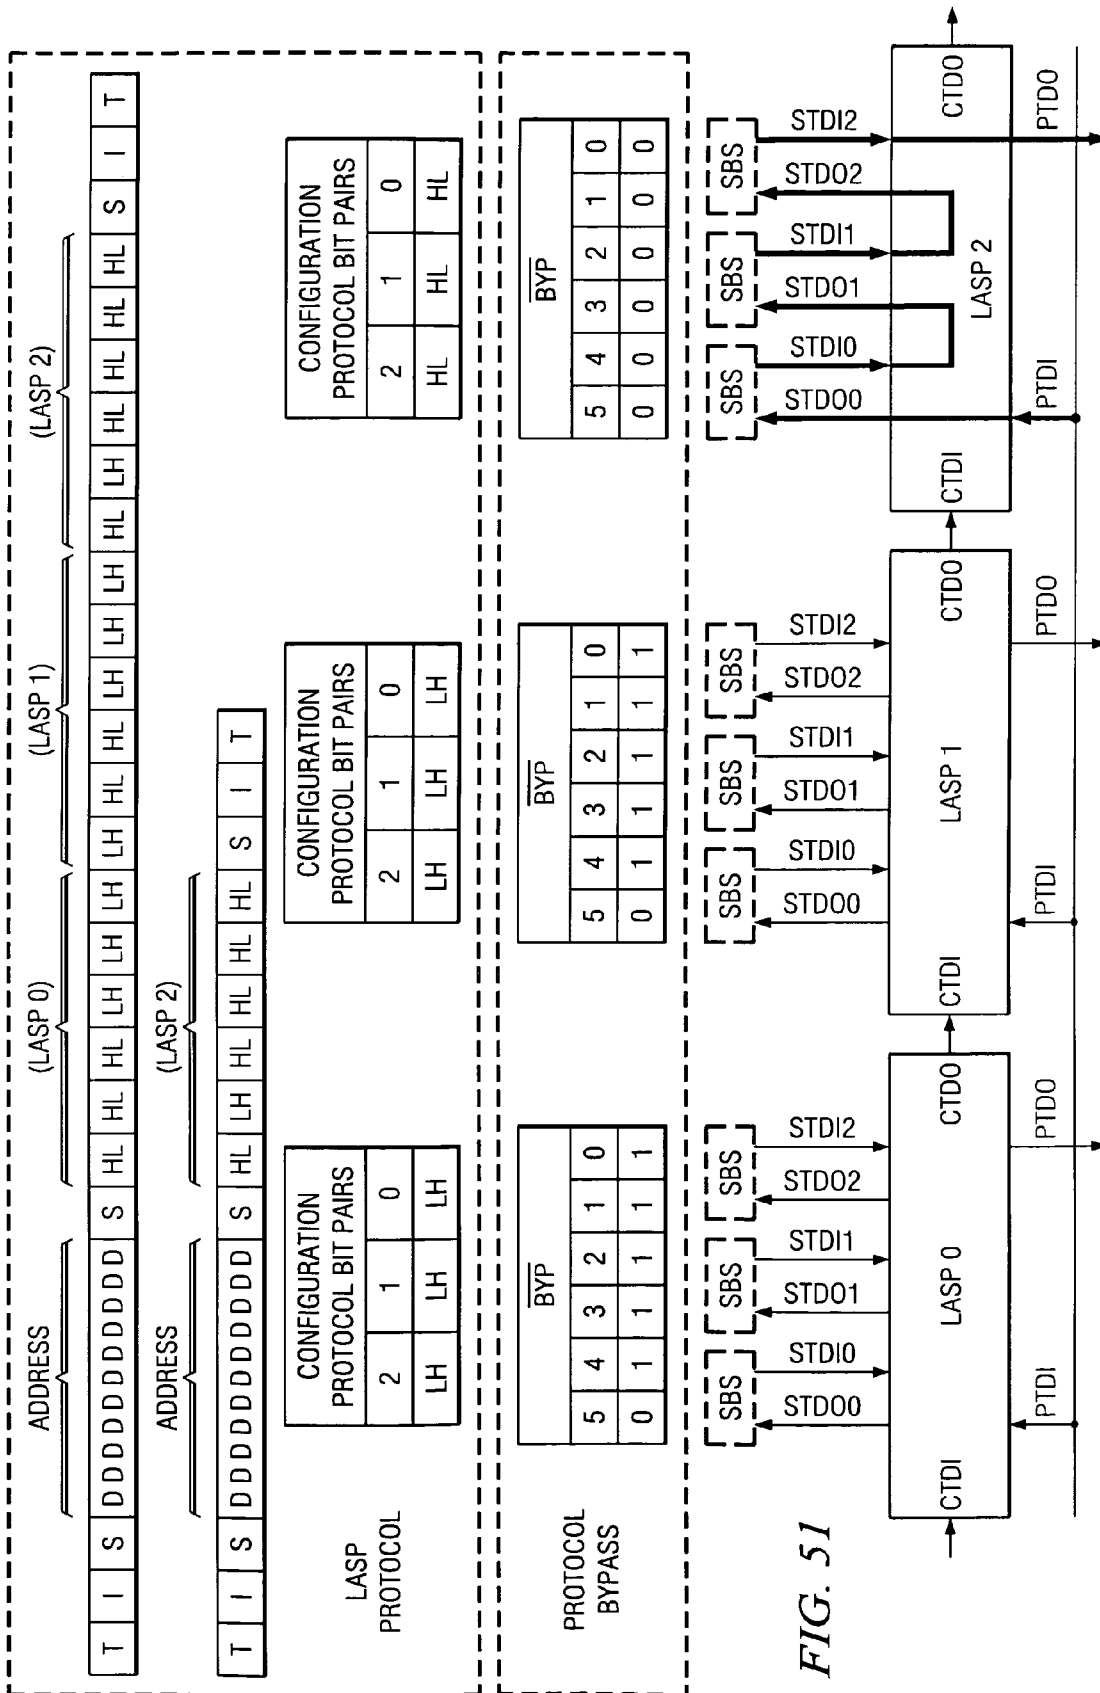 ADDRESS (LASP 0) (LASP 1) (LASP 2)
T I S D D D D D D D D D D S HL HL HL LH LH LH LH HL HL LH LH LH HL LH HL HL HL HL S I T
ADDRESS (LASP 2)
T I S D D D D D D D D D D S HL LH HL HL HL HL S I T
LASP
PROTOCOL
CONFIGURATION
PROTOCOL BIT PAIRS
2 1 0
LH LH LH
CONFIGURATION
PROTOCOL BIT PAIRS
2 1 0
LH LH LH
CONFIGURATION
PROTOCOL BIT PAIRS
2 1 0
HL HL HL
PROTOCOL
BYPASS
BYP
5 4 3 2 1 0
0 1 1 1 1 1
BYP
5 4 3 2 1 0
0 1 1 1 1 1
BYP
5 4 3 2 1 0
0 0 0 0 0 0
SBS SBS SBS SBS SBS SBS SBS SBS SBS
STDO0 STDI0 STDO1 STDI1 STDO2 STDI2
STDO0 STDI0 STDO1 STDI1 STDO2 STDI2
STDO0 STDI0 STDO1 STDI1 STDO2 STDI2
CTDI LASP 0 CTDO
CTDI LASP 1 CTDO
CTDI LASP 2 CTDO
PTDI PTDO PTDI PTDO PTDI PTDO
FIG. 51